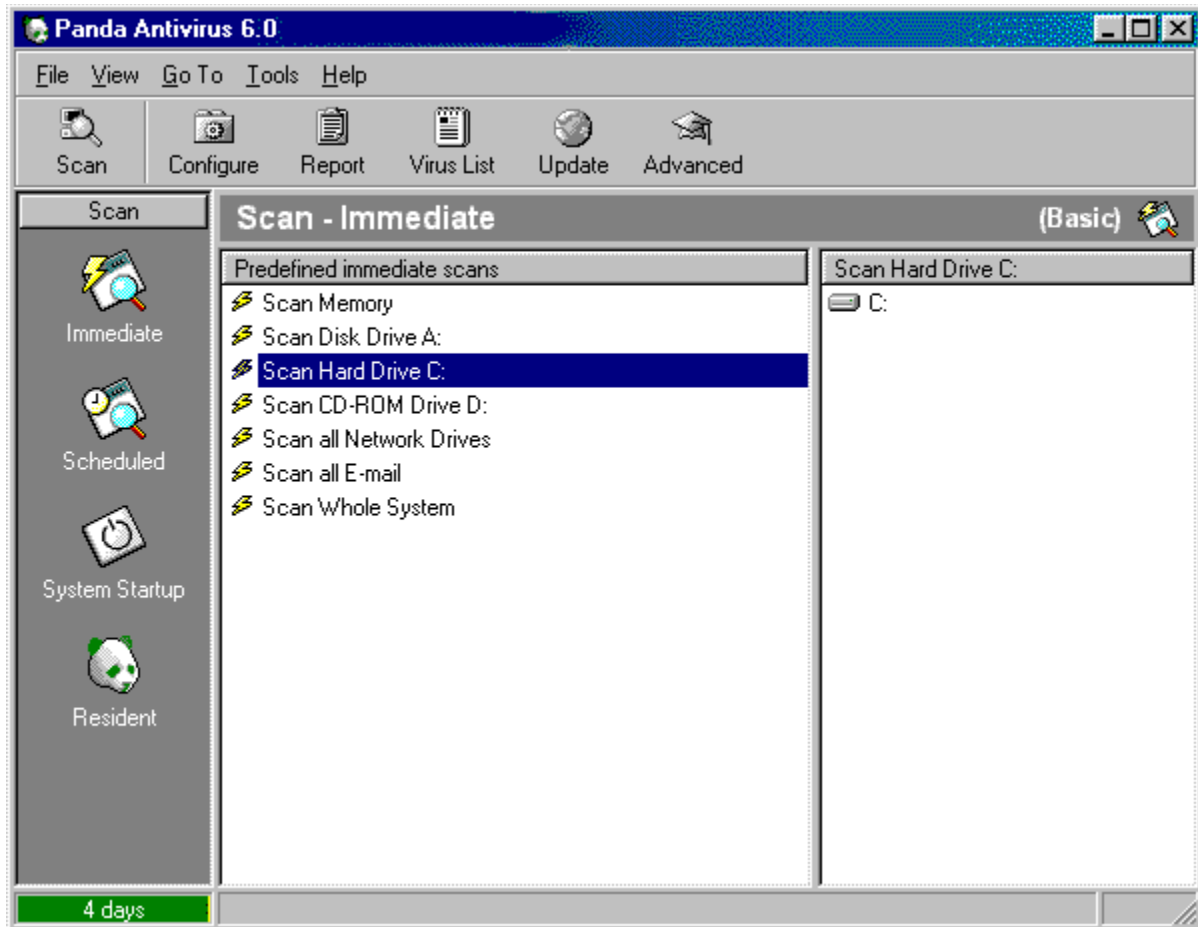 Panda Antivirus 6.0
File View Go To Tools Help
Scan Configure Report Virus List Update Advanced
Scan
Immediate
Scheduled
System Startup
Resident
Scan - Immediate (Basic)
Predefined immediate scans
Scan Memory
Scan Disk Drive A:
Scan Hard Drive C:
Scan CD-ROM Drive D:
Scan all Network Drives
Scan all E-mail
Scan Whole System
Scan Hard Drive C:
C:
4 days